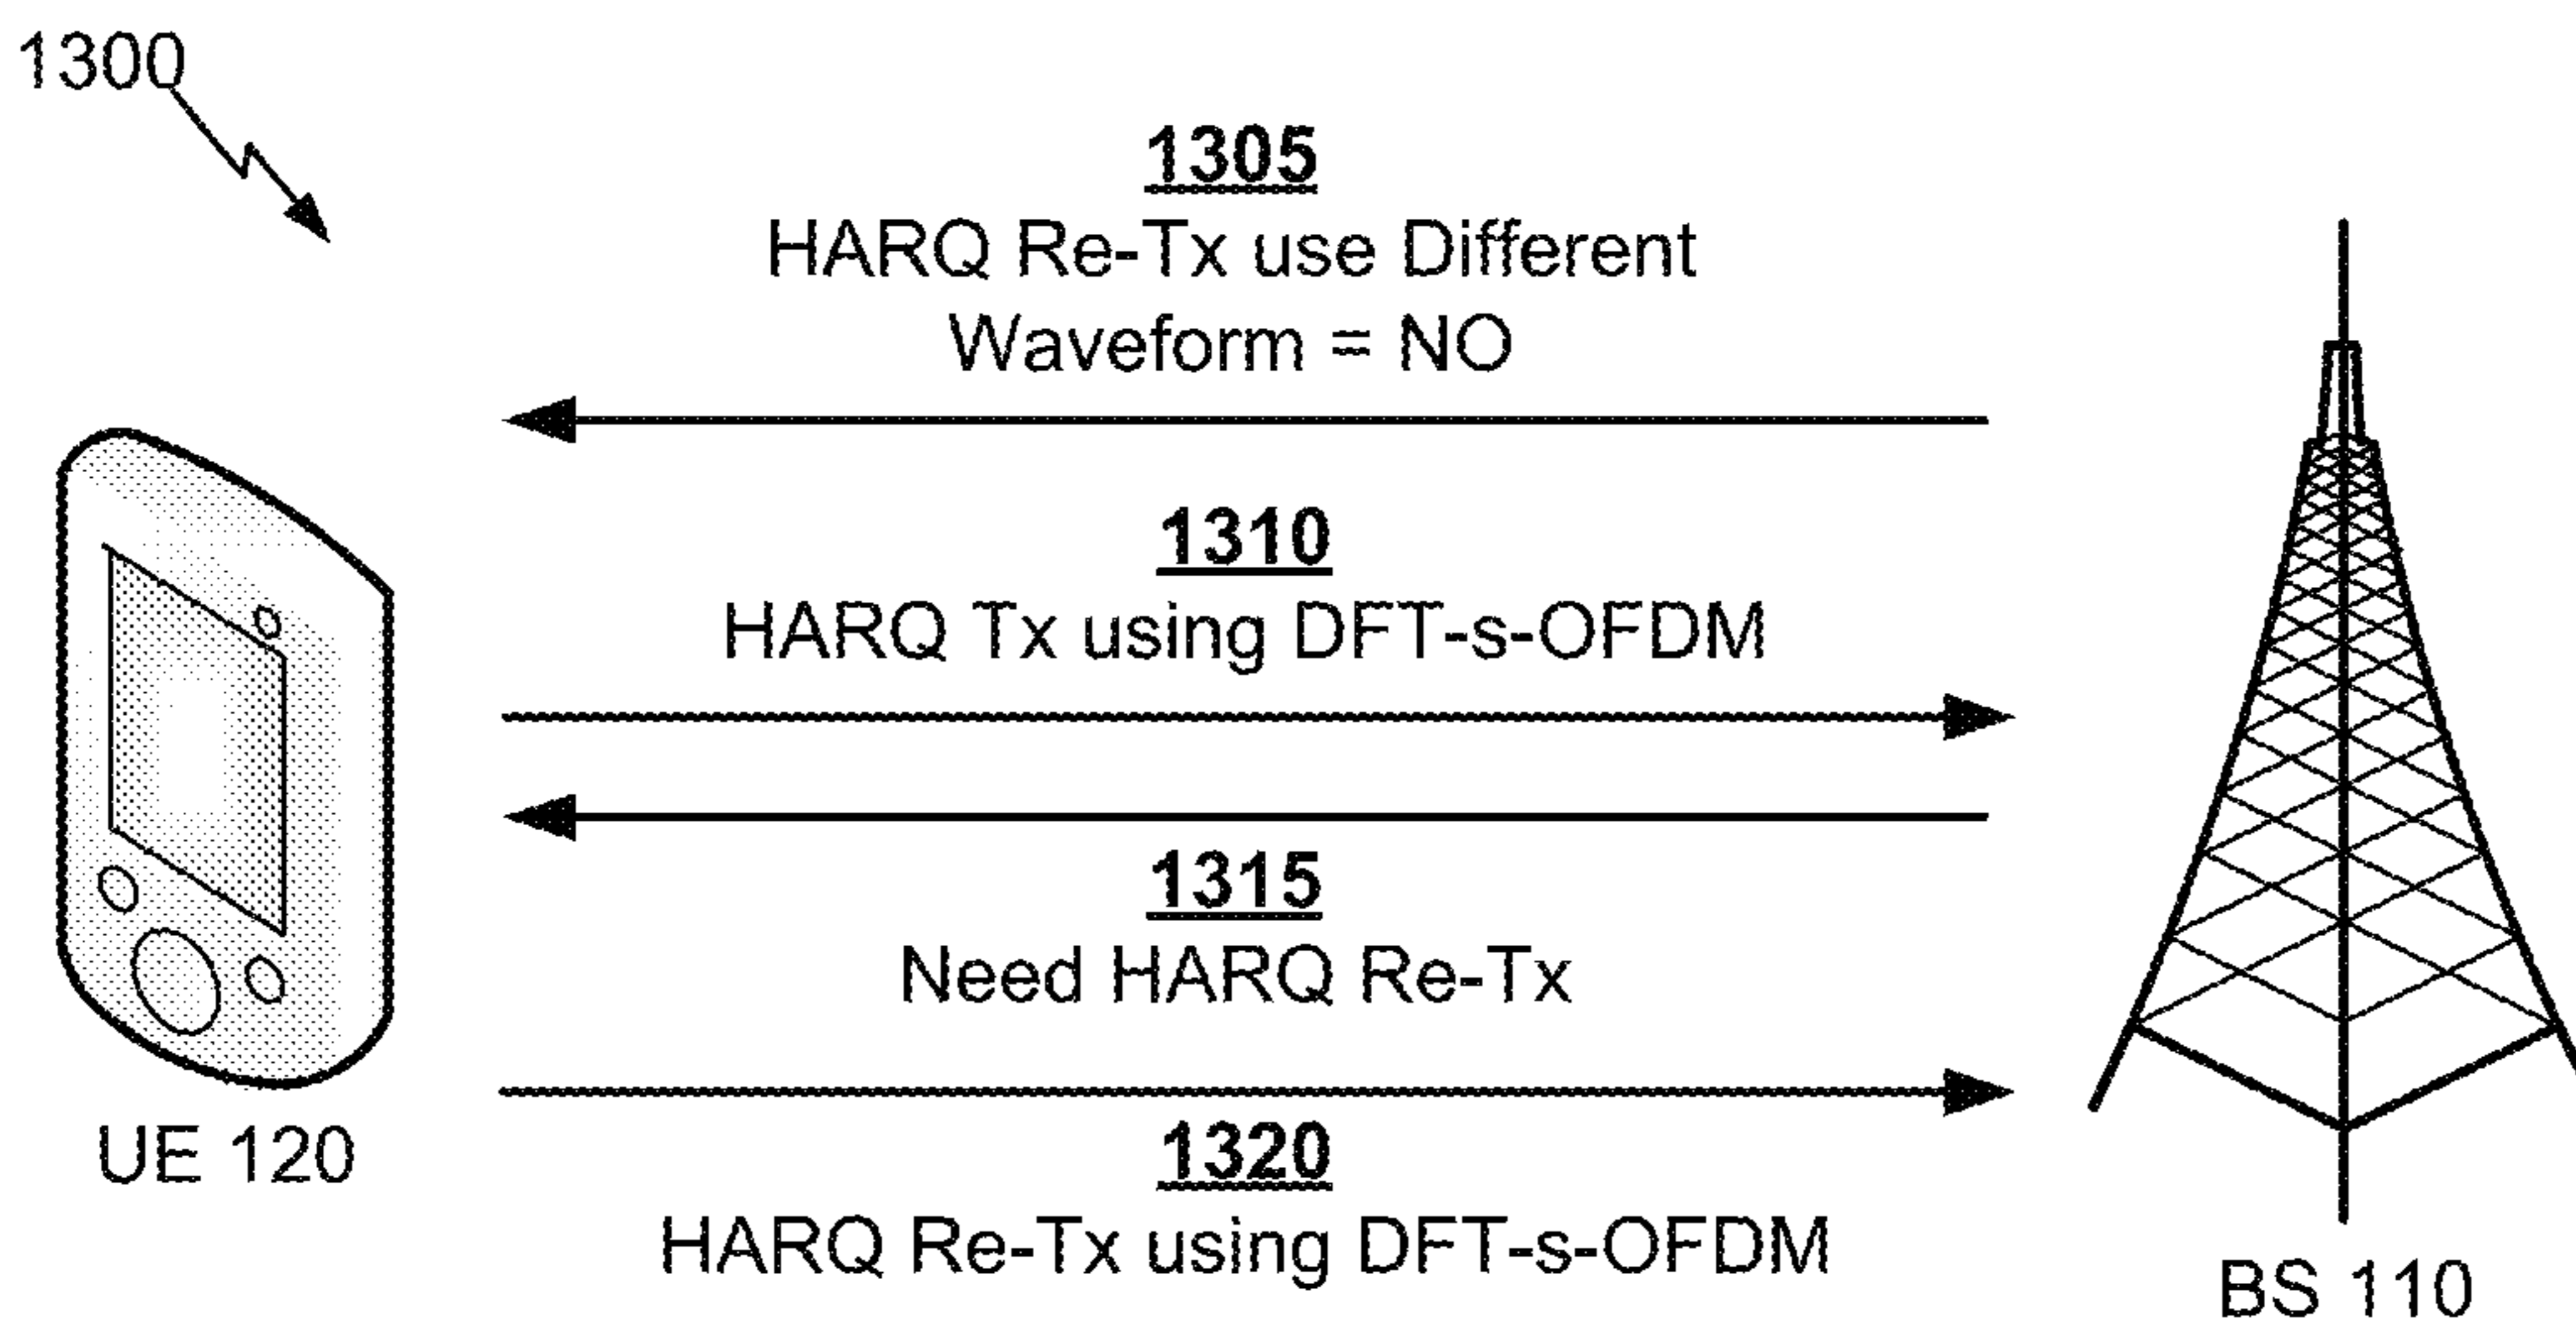 1300
1305
HARQ Re-Tx use Different
Waveform = NO
1310
HARQ Tx using DFT-s-OFDM
1315
Need HARQ Re-Tx
1320
HARQ Re-Tx using DFT-s-OFDM
UE 120
BS 110